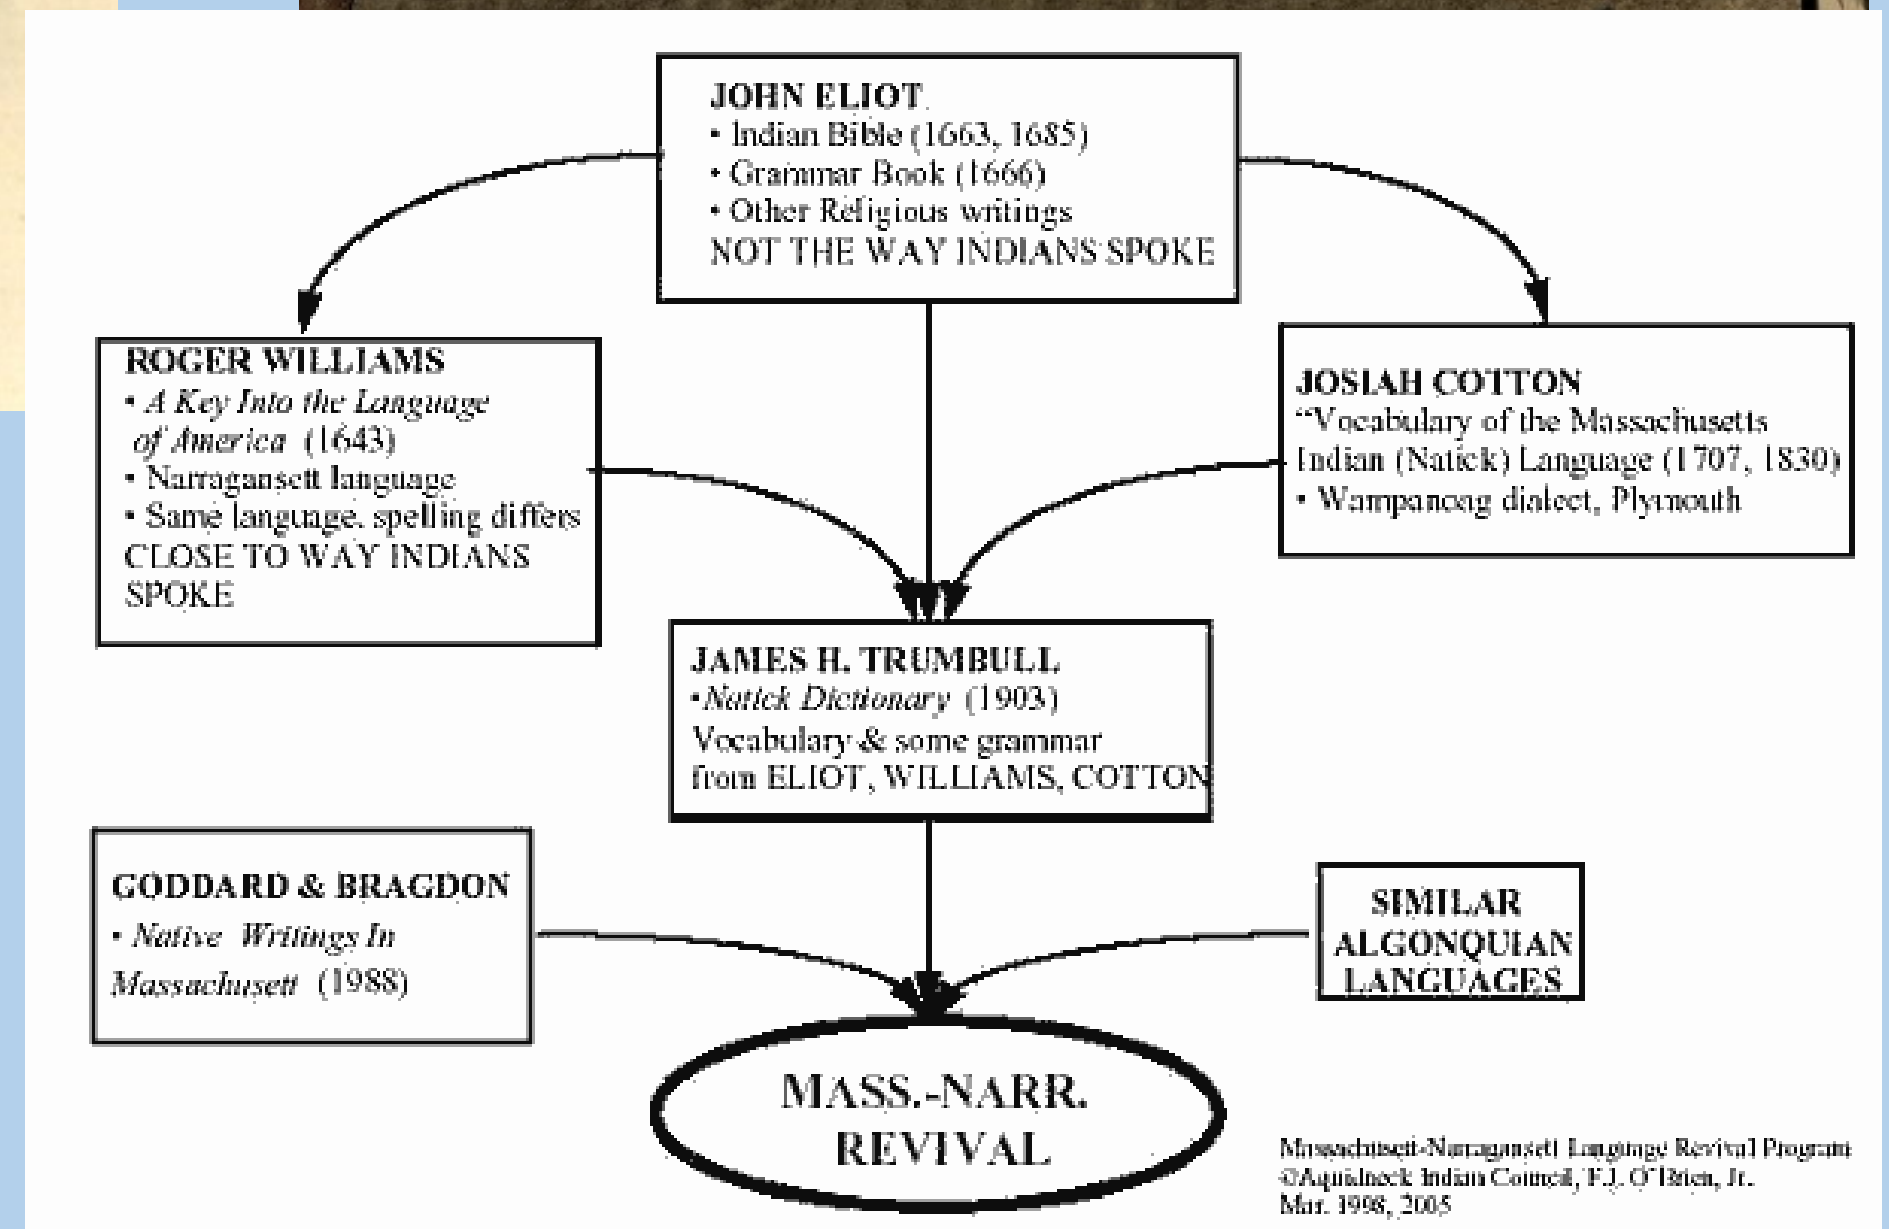 JOHN ELIOT
• Indian Bible (1663, 1685)
• Grammar Book (1666)
• Other Religious writings
NOT THE WAY INDIANS SPOKE
ROGER WILLIAMS
• A Key Into the Language
of America (1643)
• Narragansett language
• Same language, spelling differs
CLOSE TO WAY INDIANS
SPOKE
JOSIAH COTTON
“Vocabulary of the Massachusetts
Indian (Natick) Language (1707, 1830)
• Wampanoag dialect, Plymouth
JAMES H. TRUMBULL
•Natick Dictionary (1903)
Vocabulary & some grammar
from ELIOT, WILLIAMS, COTTON
GODDARD & BRAGDON
• Native Writings In
Massachusett (1988)
SIMILAR
ALGONQUIAN
LANGUAGES
MASS.-NARR.
REVIVAL
Massachusett-Narragansett Language Revival Program
©Aquidneck Indian Council, F.J. O'Brien, Jr.
Mar. 1998, 2005